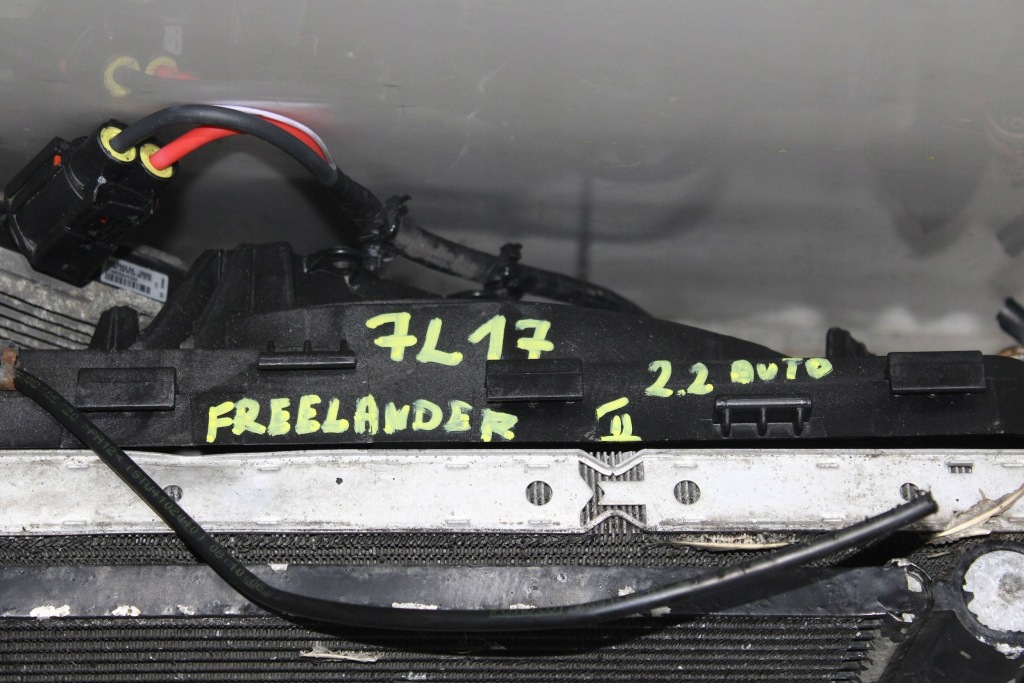 7L17
2.2 AUTO
FREELANDER II